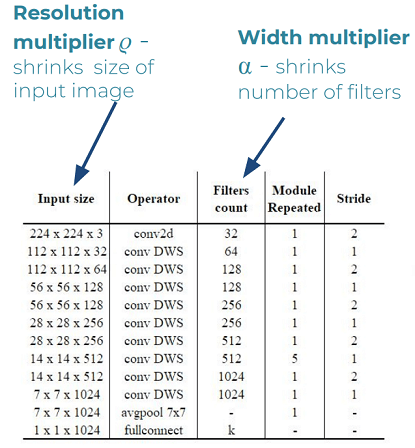 Resolution
multiplier ϱ -
shrinks size of
input image
Width multiplier
α - shrinks
number of filters
Input size Operator Filters count Module Repeated Stride
224 x 224 x 3 conv2d 32 1 2
112 x 112 x 32 conv DWS 64 1 1
112 x 112 x 64 conv DWS 128 1 2
56 x 56 x 128 conv DWS 128 1 1
56 x 56 x 128 conv DWS 256 1 2
28 x 28 x 256 conv DWS 256 1 1
28 x 28 x 256 conv DWS 512 1 2
14 x 14 x 512 conv DWS 512 5 1
14 x 14 x 512 conv DWS 1024 1 2
7 x 7 x 1024 conv DWS 1024 1 1
7 x 7 x 1024 avgpool 7x7 - 1 -
1 x 1 x 1024 fullconnect k - -